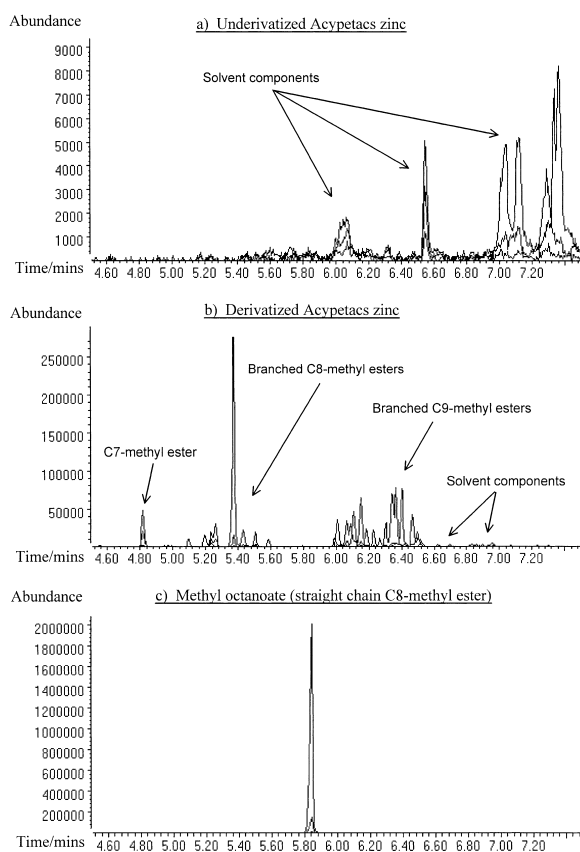 Abundance
a) Underivatized Acypetacs zinc
9000
8000
7000
6000
5000
4000
3000
2000
1000
Solvent components
Time/mins
4.60 4.80 5.00 5.20 5.40 5.60 5.80 6.00 6.20 6.40 6.60 6.80 7.00 7.20
Abundance
b) Derivatized Acypetacs zinc
250000
200000
150000
100000
50000
Branched C8-methyl esters
Branched C9-methyl esters
C7-methyl ester
Solvent components
Time/mins
4.60 4.80 5.00 5.20 5.40 5.60 5.80 6.00 6.20 6.40 6.60 6.80 7.00 7.20
Abundance
c) Methyl octanoate (straight chain C8-methyl ester)
2000000
1800000
1600000
1400000
1200000
1000000
800000
600000
400000
200000
Time/mins
4.60 4.80 5.00 5.20 5.40 5.60 5.80 6.00 6.20 6.40 6.60 6.80 7.00 7.20